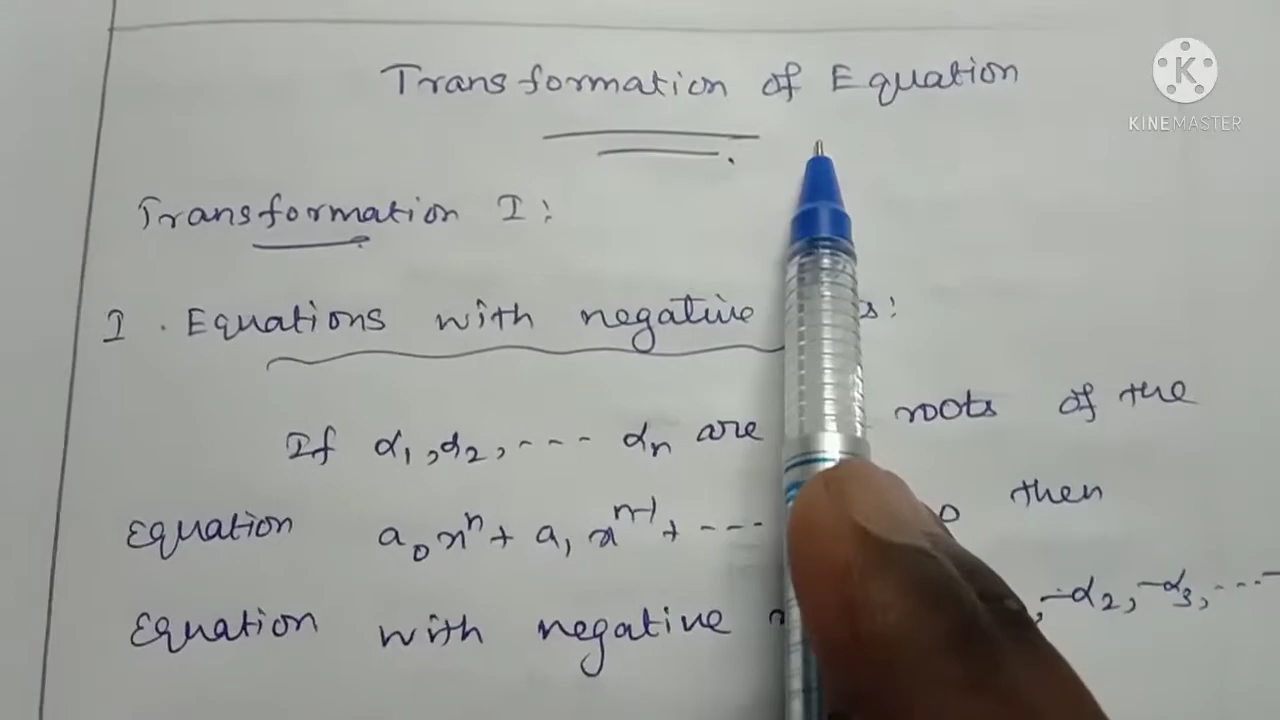 Transformation of Equation
KINEMASTER
Transformation I:
I. Equations with negative s:
If α₁, α₂, --- αₙ are roots of the
Equation a₀xⁿ + a₁xⁿ⁻¹ + --- 0 then
Equation with negative , -α₂, -α₃, ----